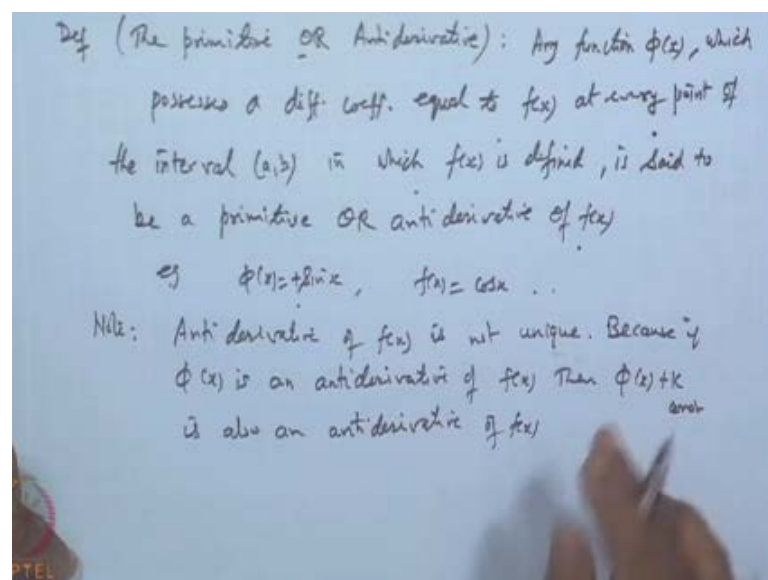 Def (The primitive OR Antiderivative): Any function ϕ(x), which
possesses a diff. coeff. equal to f(x) at every point of
the interval (a,b) in which f(x) is defined, is said to
be a primitive OR antiderivative of f(x)
eg ϕ(x)=+sin x, f(x)= cosx ..
Note: Antiderivative of f(x) is not unique. Because if
ϕ(x) is an antiderivative of f(x) Then ϕ(x)+K
is also an antiderivative of f(x)
PTEL